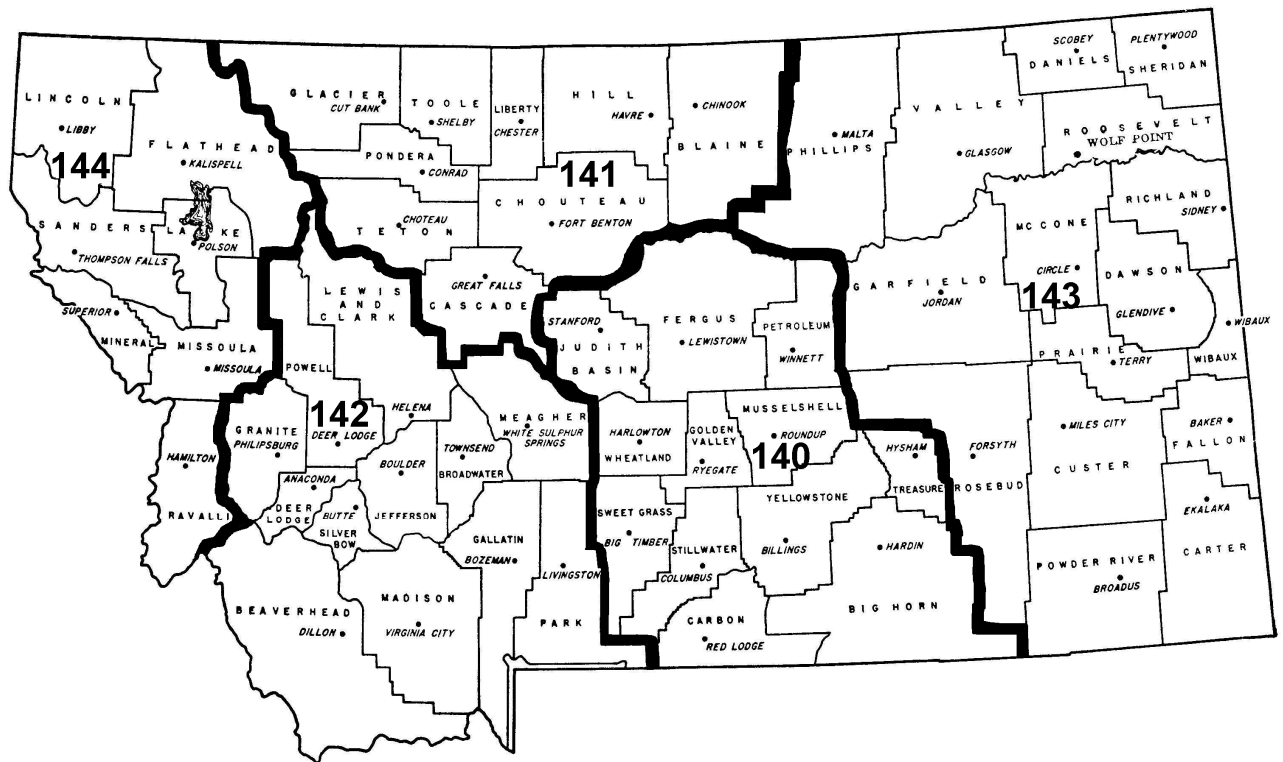 SCOBEY
DANIELS
PLENTYWOOD
SHERIDAN
LINCOLN
LIBBY
144
FLATHEAD
KALISPELL
GLACIER
CUT BANK
TOOLE
SHELBY
LIBERTY
CHESTER
HILL
HAVRE
CHINOOK
BLAINE
MALTA
PHILLIPS
VALLEY
GLASGOW
ROOSEVELT
WOLF POINT
PONDERA
CONRAD
141
CHOUTEAU
FORT BENTON
CHOTEAU
TETON
SANDERS
THOMPSON FALLS
LAKE
POLSON
RICHLAND
SIDNEY
MCCONE
CIRCLE
143
DAWSON
GLENDIVE
WIBAUX
WIBAUX
GARFIELD
JORDAN
PRAIRIE
TERRY
SUPERIOR
MINERAL
MISSOULA
MISSOULA
LEWIS
AND
CLARK
HELENA
POWELL
142
DEER LODGE
GREAT FALLS
CASCADE
STANFORD
JUDITH
BASIN
FERGUS
LEWISTOWN
PETROLEUM
WINNETT
GRANITE
PHILIPSBURG
HAMILTON
RAVALLI
ANACONDA
DEER
LODGE
BUTTE
SILVER
BOW
BOULDER
JEFFERSON
TOWNSEND
BROADWATER
MEAGHER
WHITE SULPHUR
SPRINGS
HARLOWTON
WHEATLAND
GOLDEN
VALLEY
RYEGATE
MUSSELSHELL
ROUNDUP
140
HYSHAM
TREASURE
FORSYTH
ROSEBUD
MILES CITY
CUSTER
BAKER
FALLON
EKALAKA
CARTER
POWDER RIVER
BROADUS
BEAVERHEAD
DILLON
MADISON
VIRGINIA CITY
GALLATIN
BOZEMAN
LIVINGSTON
PARK
SWEET GRASS
BIG TIMBER
STILLWATER
COLUMBUS
YELLOWSTONE
BILLINGS
HARDIN
BIG HORN
CARBON
RED LODGE